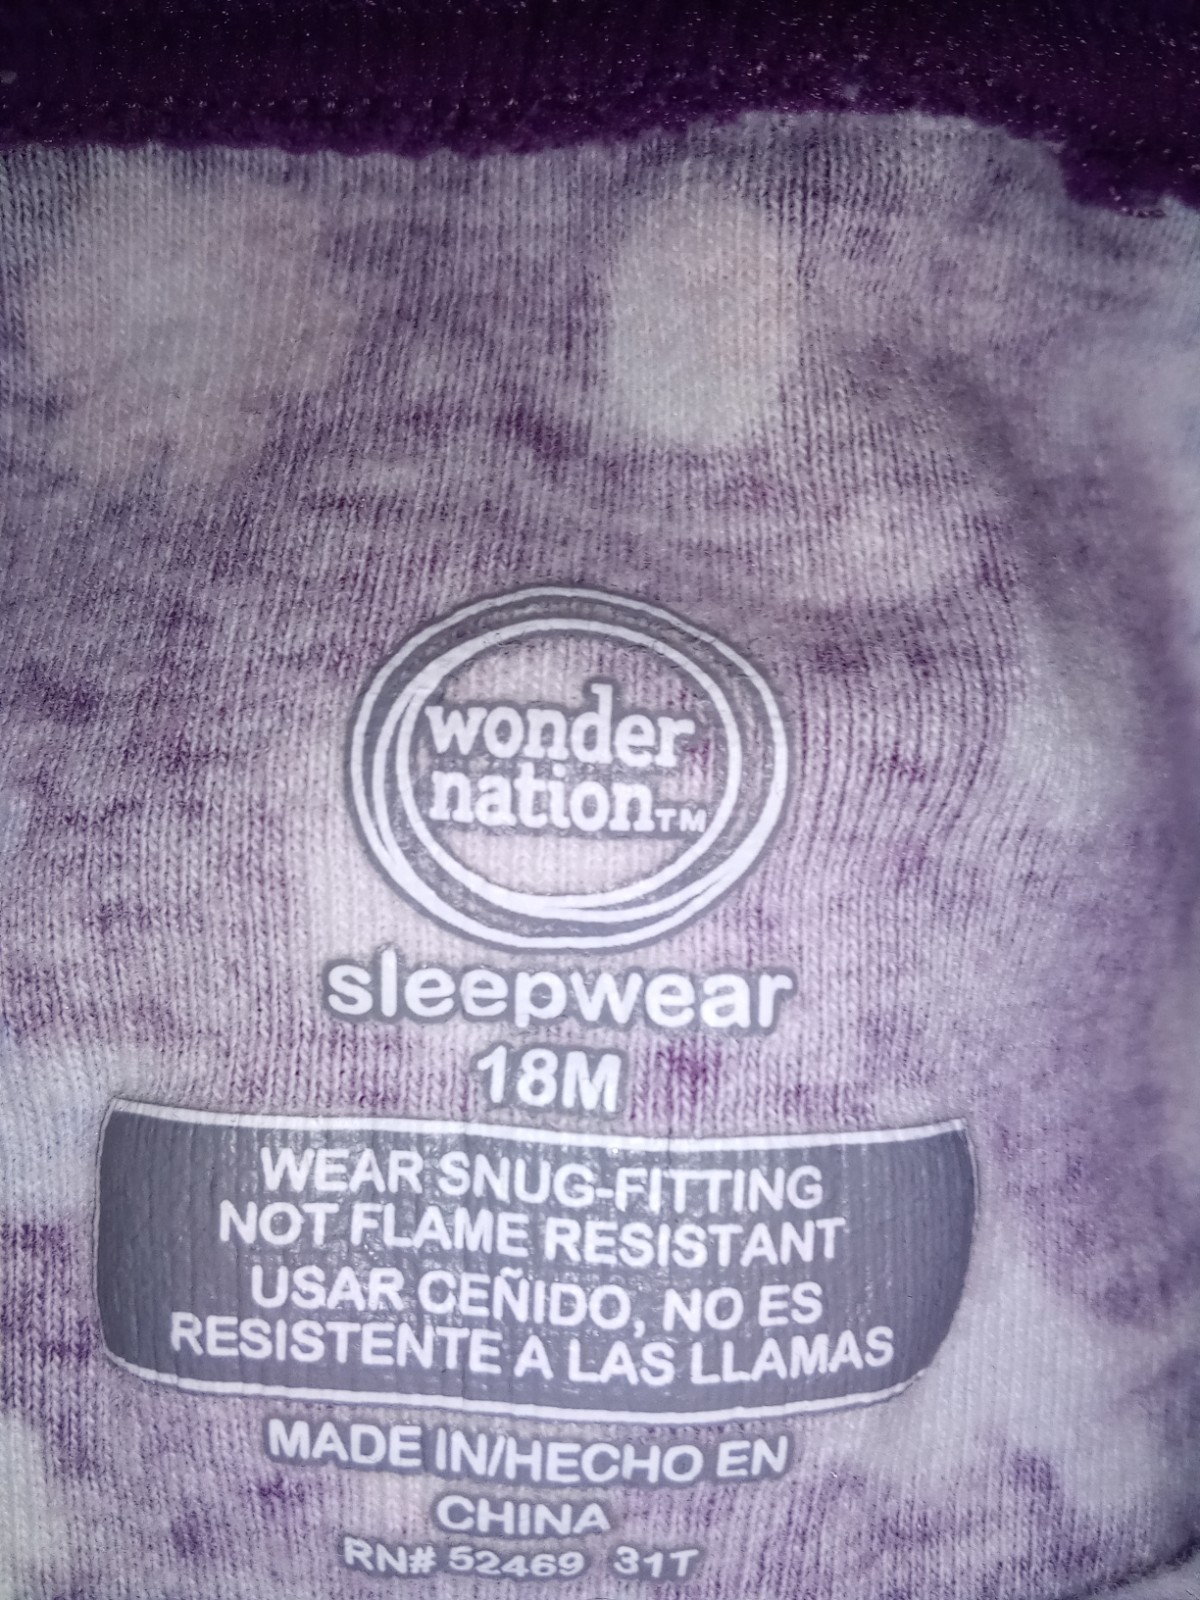 wonder
nation™
sleepwear
18M
WEAR SNUG-FITTING
NOT FLAME RESISTANT
USAR CEÑIDO, NO ES
RESISTENTE A LAS LLAMAS
MADE IN/HECHO EN
CHINA
RN# 52469 31T